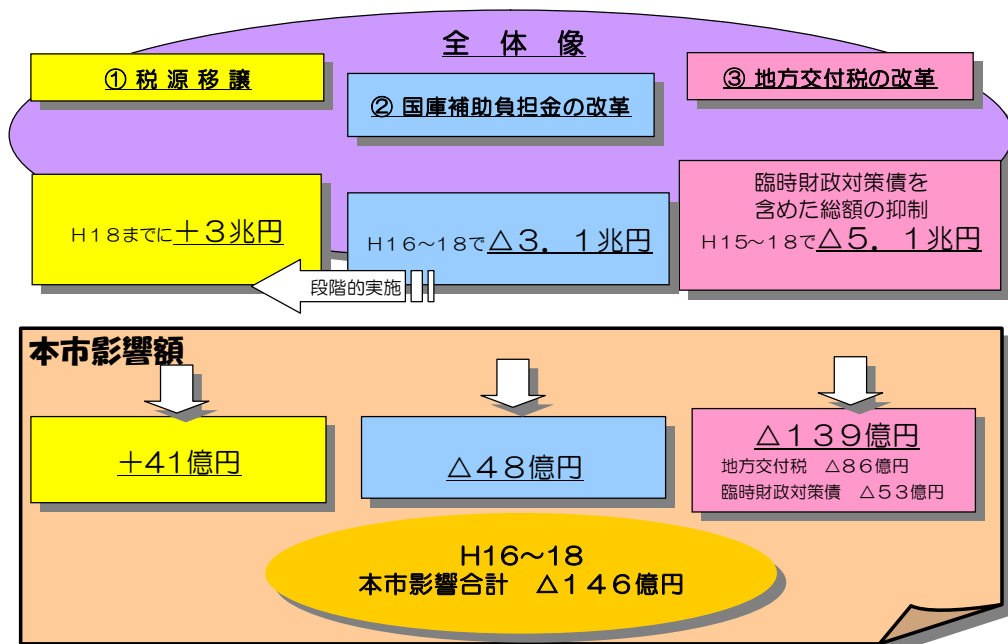 全 体 像
① 税 源 移 譲
② 国庫補助負担金の改革
③ 地方交付税の改革
H18までに＋3兆円
H16～18で△3．1兆円
臨時財政対策債を
含めた総額の抑制
H15～18で△5．1兆円
段階的実施
本市影響額
＋41億円
△48億円
△139億円
地方交付税　△86億円
臨時財政対策債　△53億円
H16～18
本市影響合計　△146億円